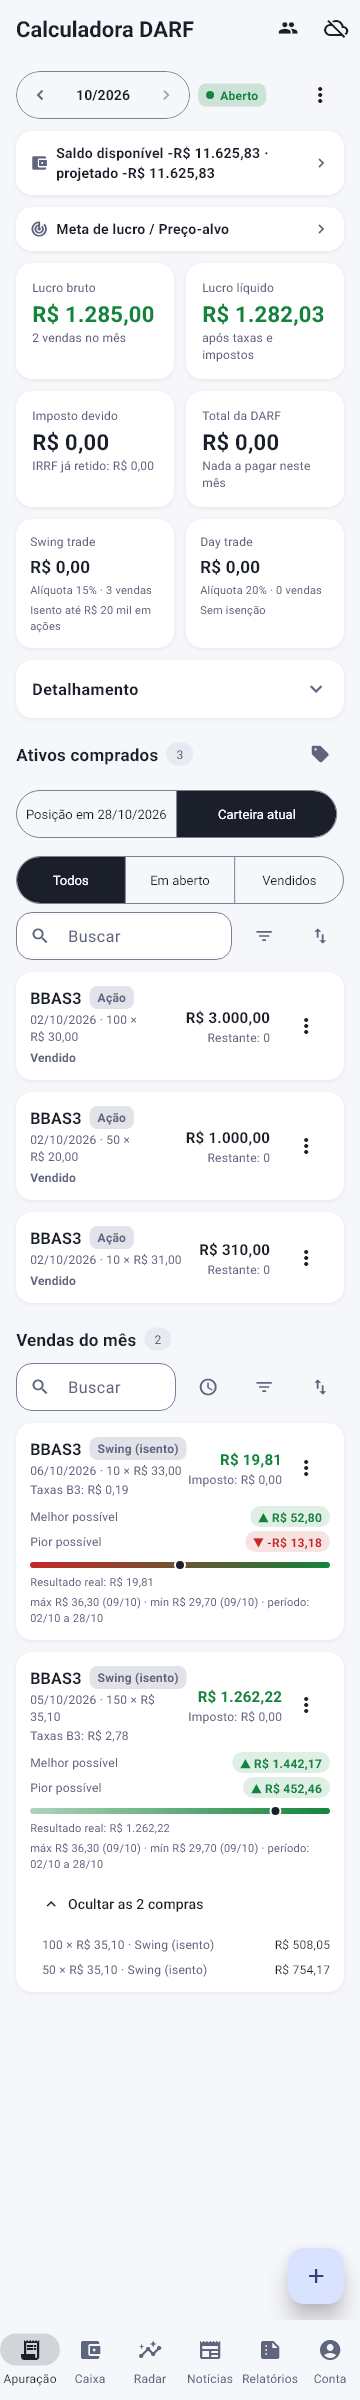 Calculadora DARF
10/2026
Aberto
Saldo disponível -R$ 11.625,83 ·
projetado -R$ 11.625,83
Meta de lucro / Preço-alvo
Lucro bruto
R$ 1.285,00
2 vendas no mês
Lucro líquido
R$ 1.282,03
após taxas e
impostos
Imposto devido
R$ 0,00
IRRF já retido: R$ 0,00
Total da DARF
R$ 0,00
Nada a pagar neste
mês
Swing trade
R$ 0,00
Alíquota 15% · 3 vendas
Isento até R$ 20 mil em
ações
Day trade
R$ 0,00
Alíquota 20% · 0 vendas
Sem isenção
Detalhamento
Ativos comprados 3
Posição em 28/10/2026
Carteira atual
Todos
Em aberto
Vendidos
Buscar
BBAS3 Ação
02/10/2026 · 100 ×
R$ 30,00
Vendido
R$ 3.000,00
Restante: 0
BBAS3 Ação
02/10/2026 · 50 ×
R$ 20,00
Vendido
R$ 1.000,00
Restante: 0
BBAS3 Ação
02/10/2026 · 10 × R$ 31,00
Vendido
R$ 310,00
Restante: 0
Vendas do mês 2
Buscar
BBAS3 Swing (isento)
06/10/2026 · 10 × R$ 33,00
Taxas B3: R$ 0,19
R$ 19,81
Imposto: R$ 0,00
Melhor possível ▲ R$ 52,80
Pior possível ▼ -R$ 13,18
Resultado real: R$ 19,81
máx R$ 36,30 (09/10) · mín R$ 29,70 (09/10) · período:
02/10 a 28/10
BBAS3 Swing (isento)
05/10/2026 · 150 × R$
35,10
Taxas B3: R$ 2,78
R$ 1.262,22
Imposto: R$ 0,00
Melhor possível ▲ R$ 1.442,17
Pior possível ▲ R$ 452,46
Resultado real: R$ 1.262,22
máx R$ 36,30 (09/10) · mín R$ 29,70 (09/10) · período:
02/10 a 28/10
Ocultar as 2 compras
100 × R$ 35,10 · Swing (isento) R$ 508,05
50 × R$ 35,10 · Swing (isento) R$ 754,17
Apuração
Caixa
Radar
Notícias
Relatórios
Conta